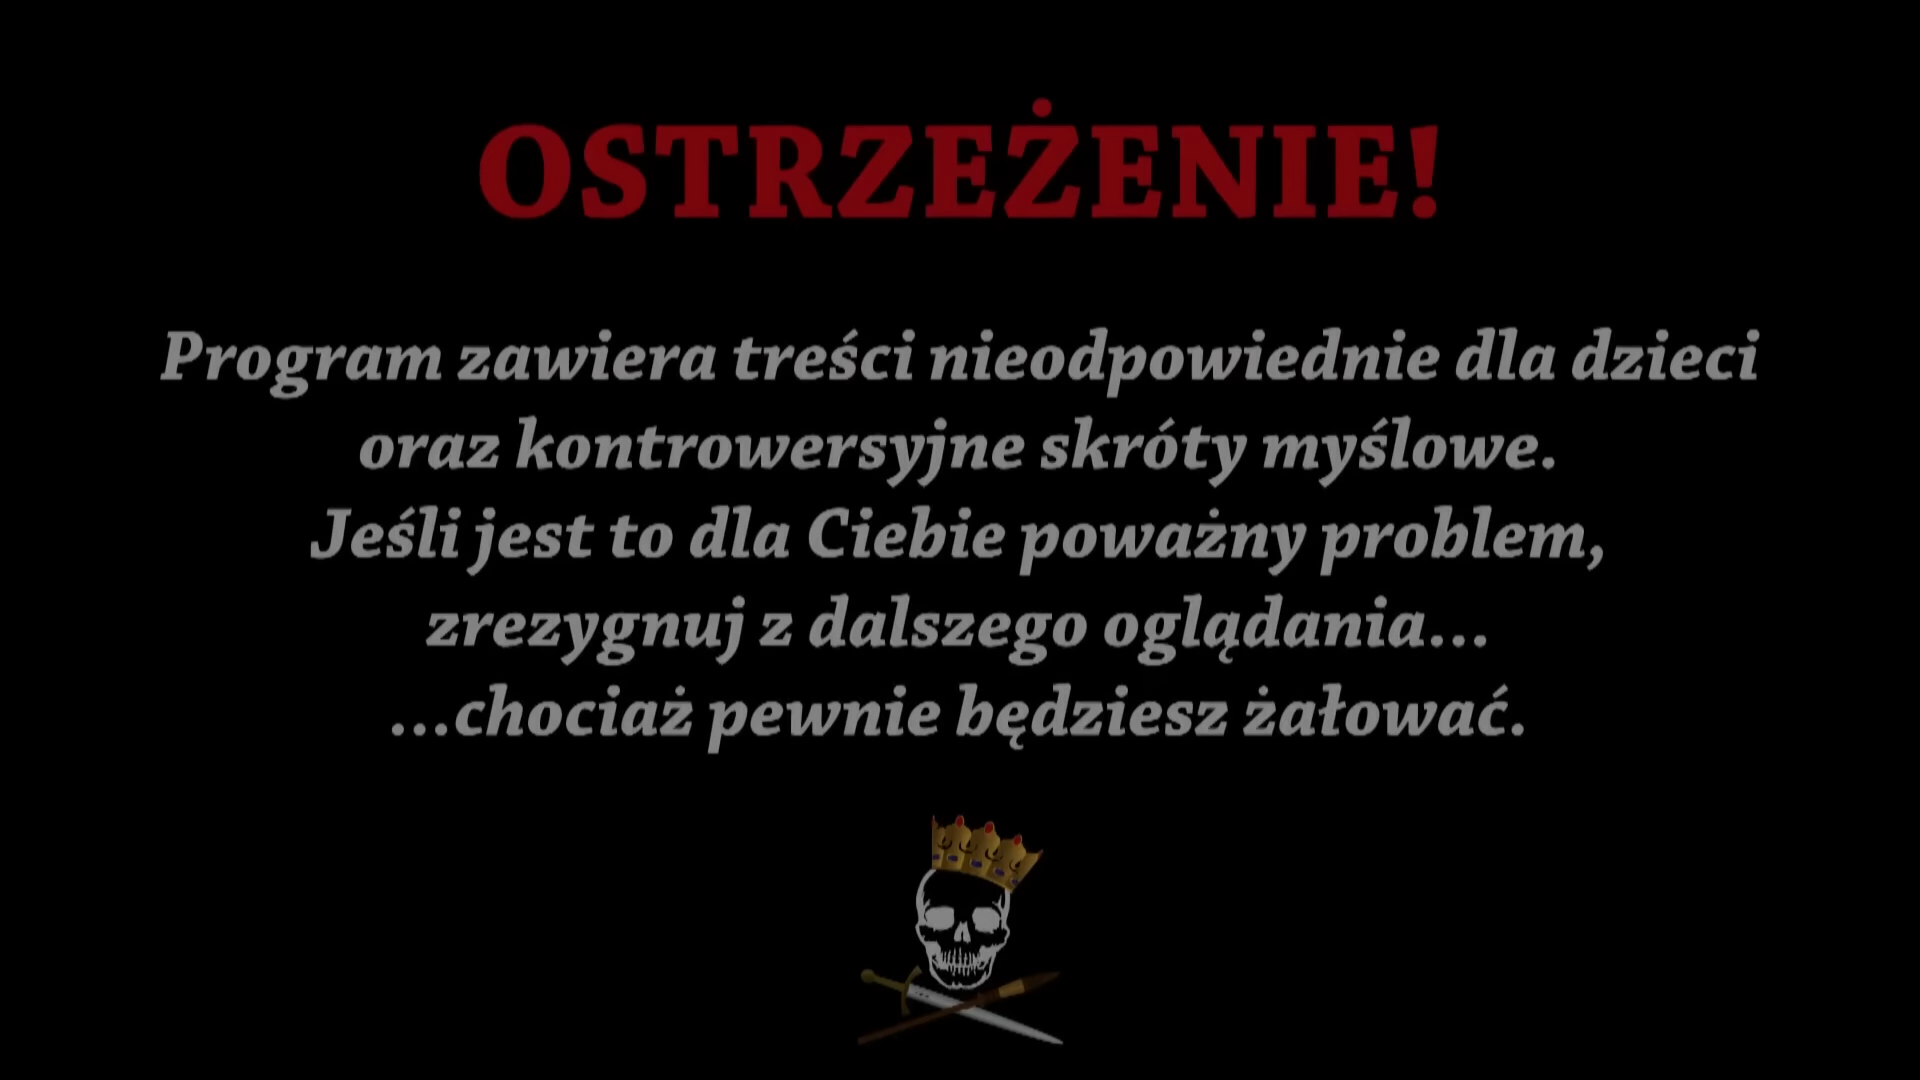 OSTRZEŻENIE!
Program zawiera treści nieodpowiednie dla dzieci
oraz kontrowersyjne skróty myślowe.
Jeśli jest to dla Ciebie poważny problem,
zrezygnuj z dalszego oglądania...
...chociaż pewnie będziesz żałować.